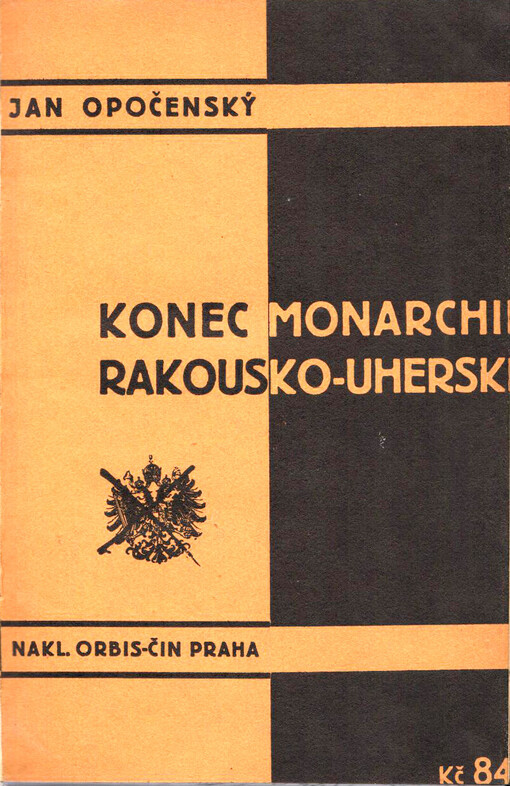 JAN OPOČENSKÝ
KONEC MONARCHI
RAKOUSKO-UHERSK
NAKL. ORBIS-ČIN PRAHA
Kč 84